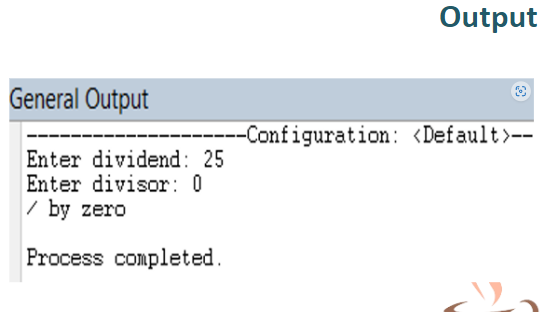 Output
General Output
--------------------Configuration: <Default>--
Enter dividend: 25
Enter divisor: 0
/ by zero
Process completed.